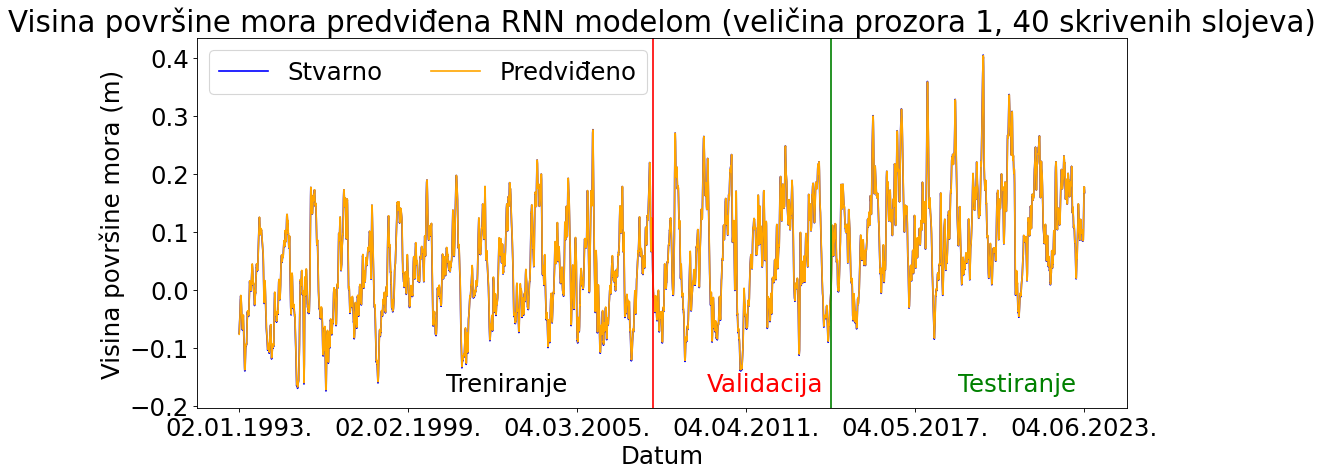 Visina površine mora predviđena RNN modelom (veličina prozora 1, 40 skrivenih slojeva)
Stvarno Predviđeno
Visina površine mora (m)
0.4
0.3
0.2
0.1
0.0
−0.1
−0.2
Treniranje Validacija Testiranje
02.01.1993. 02.02.1999. 04.03.2005. 04.04.2011. 04.05.2017. 04.06.2023.
Datum